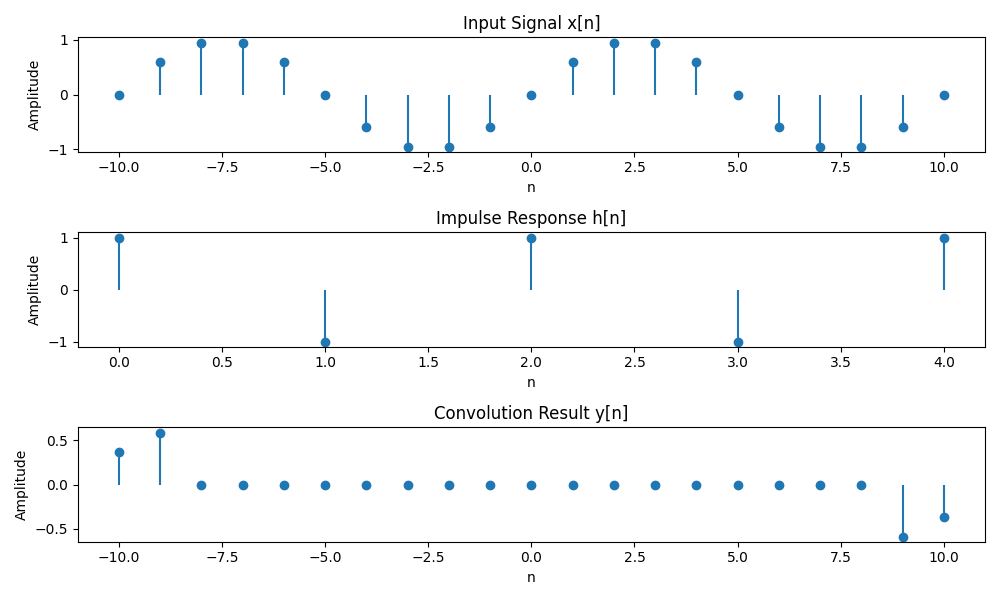 Input Signal x[n]
1
0
−1
Amplitude
−10.0 −7.5 −5.0 −2.5 0.0 2.5 5.0 7.5 10.0
n
Impulse Response h[n]
1
0
−1
Amplitude
0.0 0.5 1.0 1.5 2.0 2.5 3.0 3.5 4.0
n
Convolution Result y[n]
0.5
0.0
−0.5
Amplitude
−10.0 −7.5 −5.0 −2.5 0.0 2.5 5.0 7.5 10.0
n